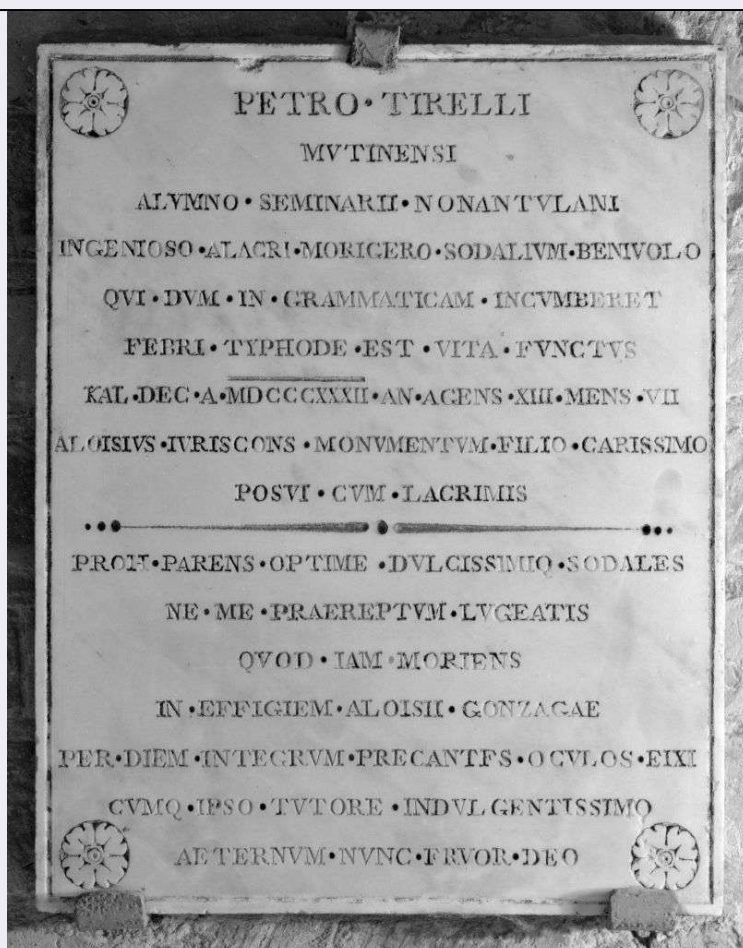 PETRO • TIRELLI
MVTINENSI
ALVMNO • SEMINARII • NONANTVLANI
INGENIOSO • ALACRI • MORIGERO • SODALIVM • BENIVOLO
QVI • DVM • IN • GRAMMATICAM • INCVMBERET
FEBRI • TYPHODE • EST • VITA • FVNCTVS
KAL • DEC • A • MDCCCXXXII • AN • AGENS • XIII • MENS • VII
ALOISIVS • IVRISCONS • MONVMENTVM • FILIO • CARISSIMO
POSVI • CVM • LACRIMIS
PROH • PARENS • OPTIME • DVLCISSIMIQ • SODALES
NE • ME • PRAEREPTVM • LVGEATIS
QVOD • IAM • MORIENS
IN • EFFIGIEM • ALOISII • GONZAGAE
PER • DIEM • INTEGRVM • PRECANTES • OCVLOS • FIXI
CVMQ • IPSO • TVTORE • INDVLGENTISSIMO
AETERNVM • NVNC • FRVOR • DEO